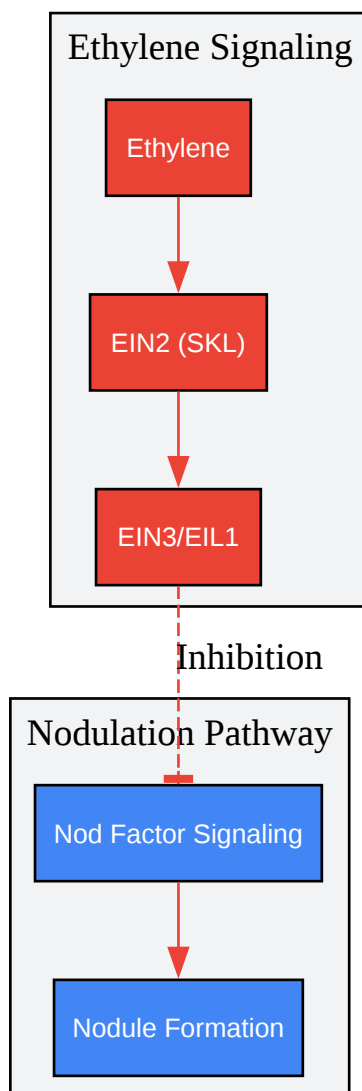 Ethylene Signaling
Ethylene
EIN2 (SKL)
EIN3/EIL1
Inhibition
Nodulation Pathway
Nod Factor Signaling
Nodule Formation